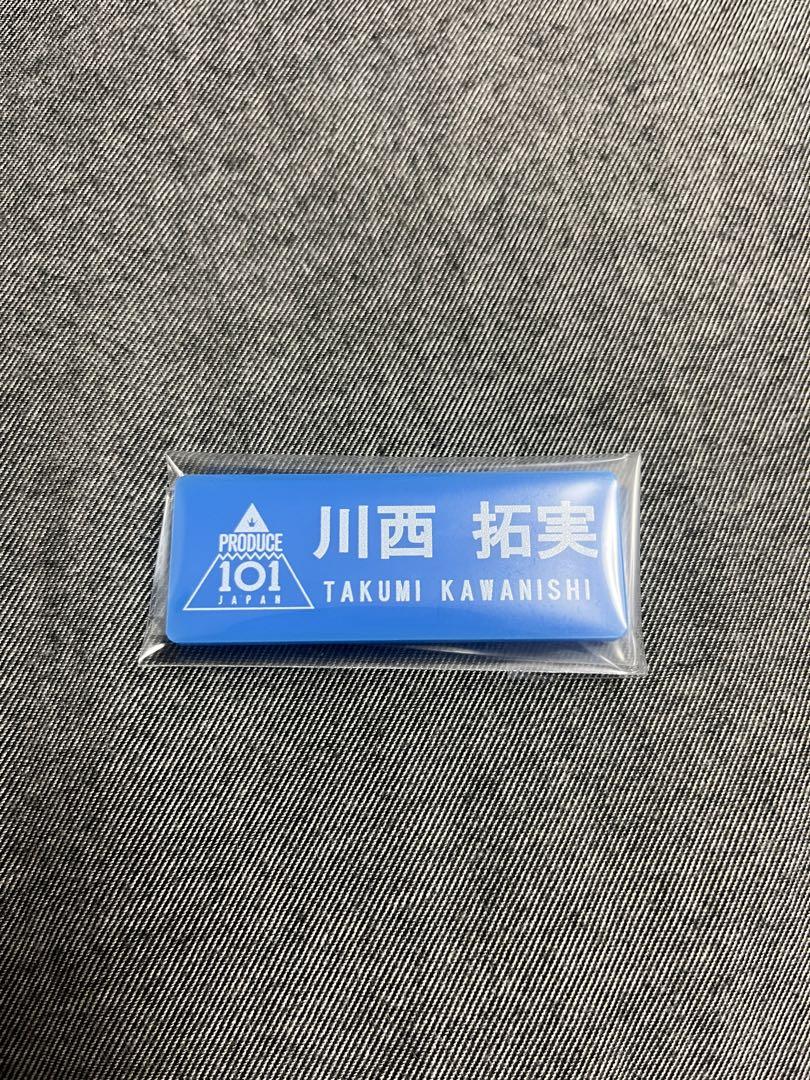 PRODUCE
101
JAPAN
川西 拓実
TAKUMI KAWANISHI